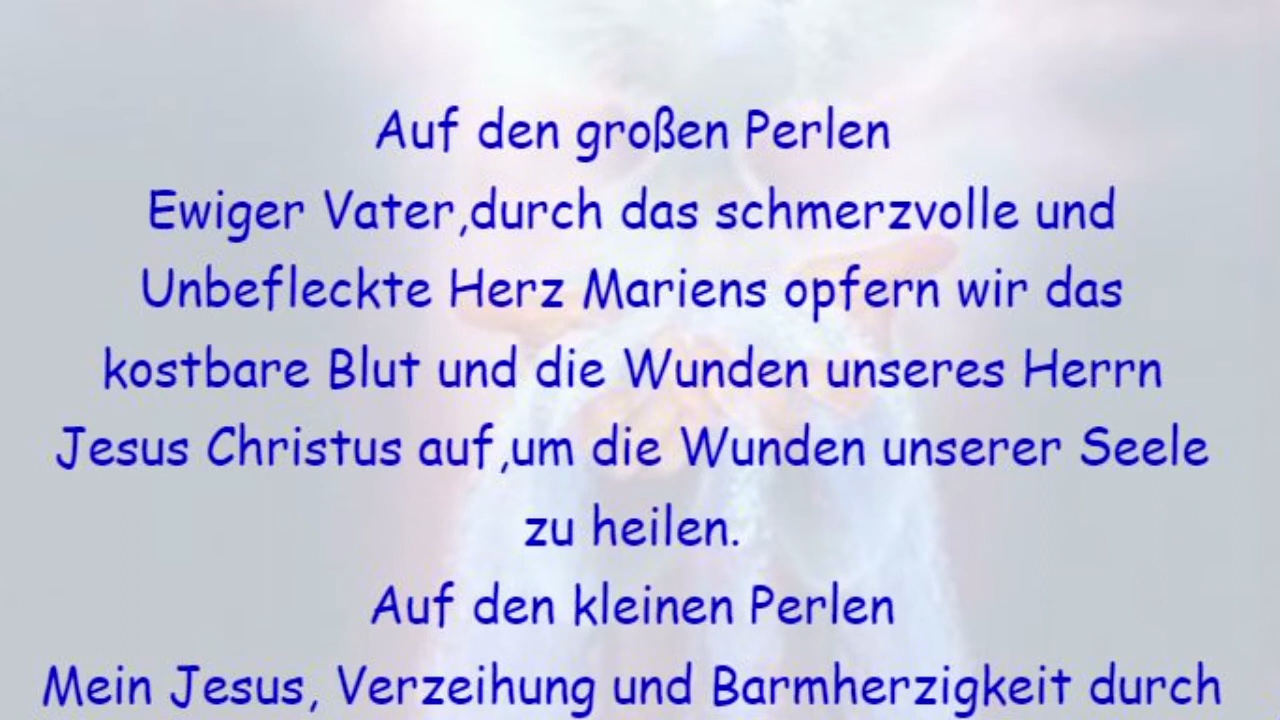 Auf den großen Perlen
Ewiger Vater,durch das schmerzvolle und
Unbefleckte Herz Mariens opfern wir das
kostbare Blut und die Wunden unseres Herrn
Jesus Christus auf,um die Wunden unserer Seele
zu heilen.
Auf den kleinen Perlen
Mein Jesus, Verzeihung und Barmherzigkeit durch